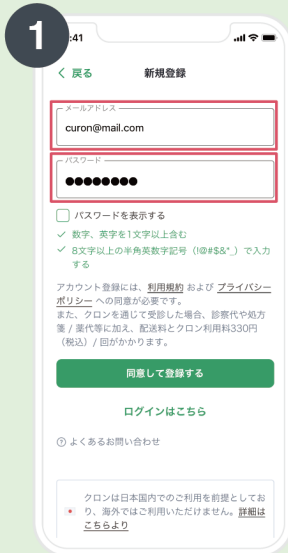 1
:41
戻る
新規登録
メールアドレス
curon@mail.com
パスワード
●●●●●●●●
パスワードを表示する
数字、英字を1文字以上含む
8文字以上の半角英数字記号（!@#$&*_）で入力
する
アカウント登録には、利用規約 および プライバシー
ポリシー への同意が必要です。
また、クロンを通じて受診した場合、診察代や処方
箋 / 薬代等に加え、配送料とクロン利用料330円
（税込）/ 回がかかります。
同意して登録する
ログインはこちら
よくあるお問い合わせ
クロンは日本国内でのご利用を前提としてお
り、海外ではご利用いただけません。詳細は
こちらより